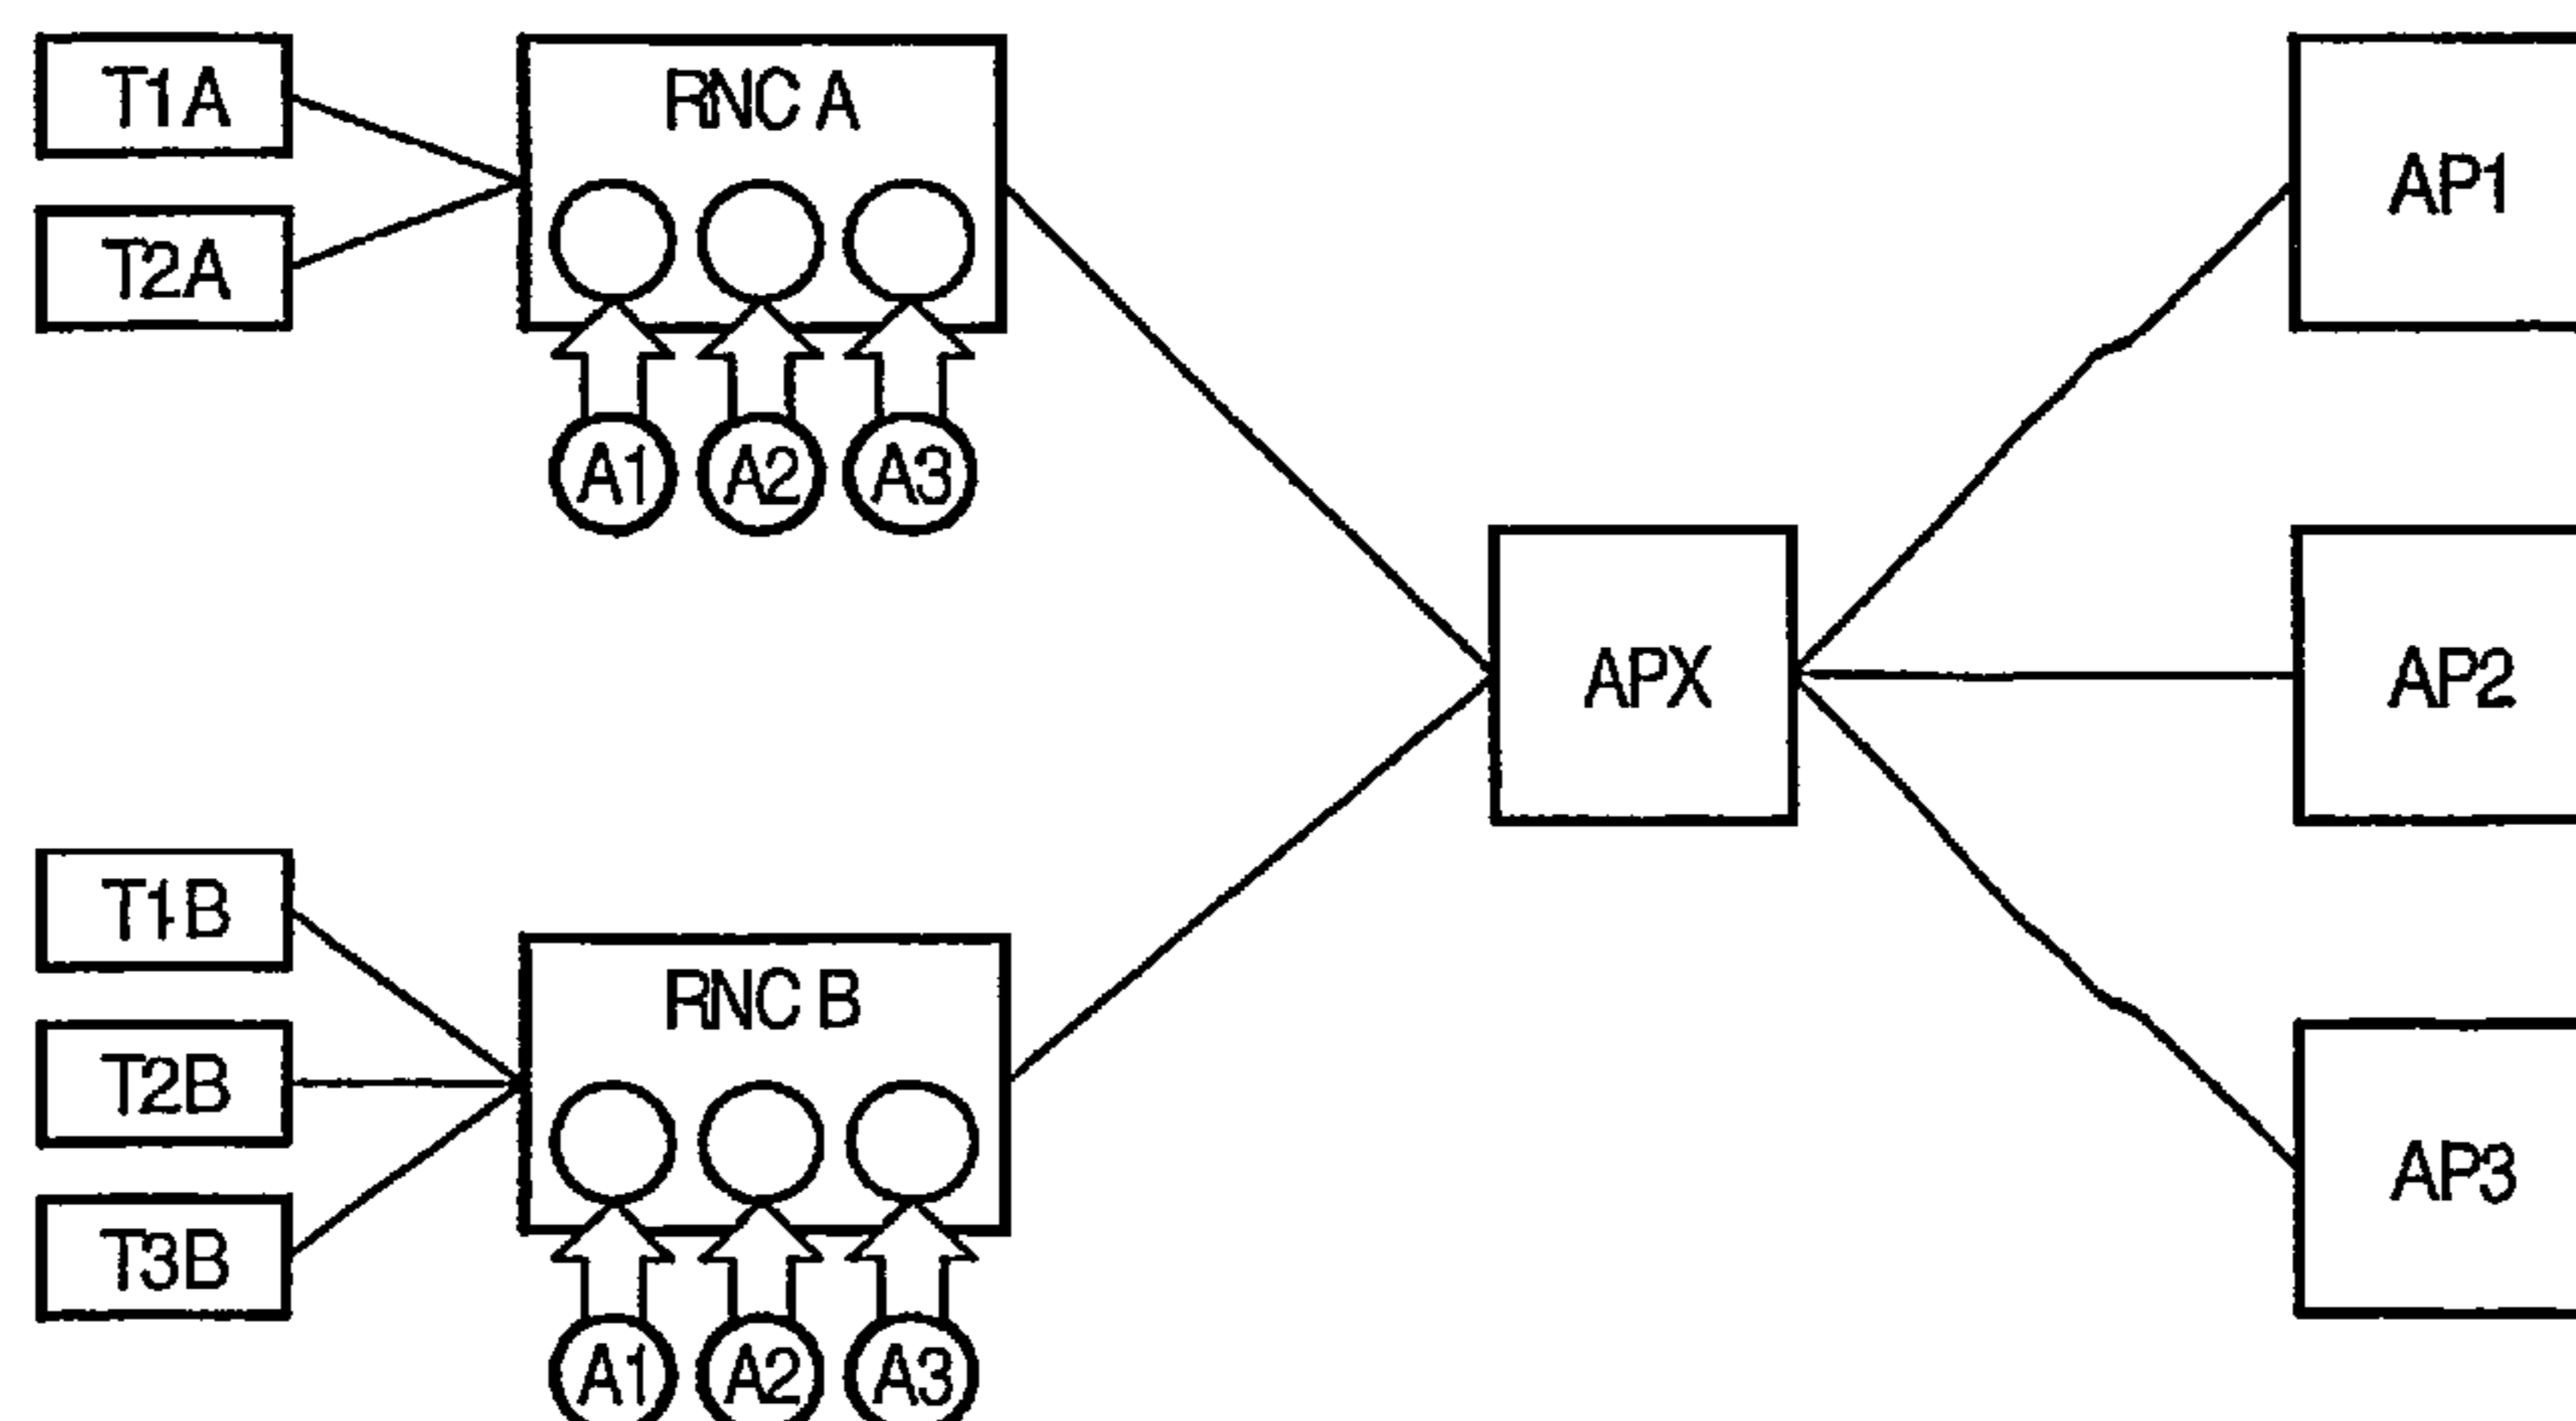 T1A
T2A
RNC A
A1 A2 A3
AP1
APX
AP2
T1B
T2B
T3B
RNC B
A1 A2 A3
AP3